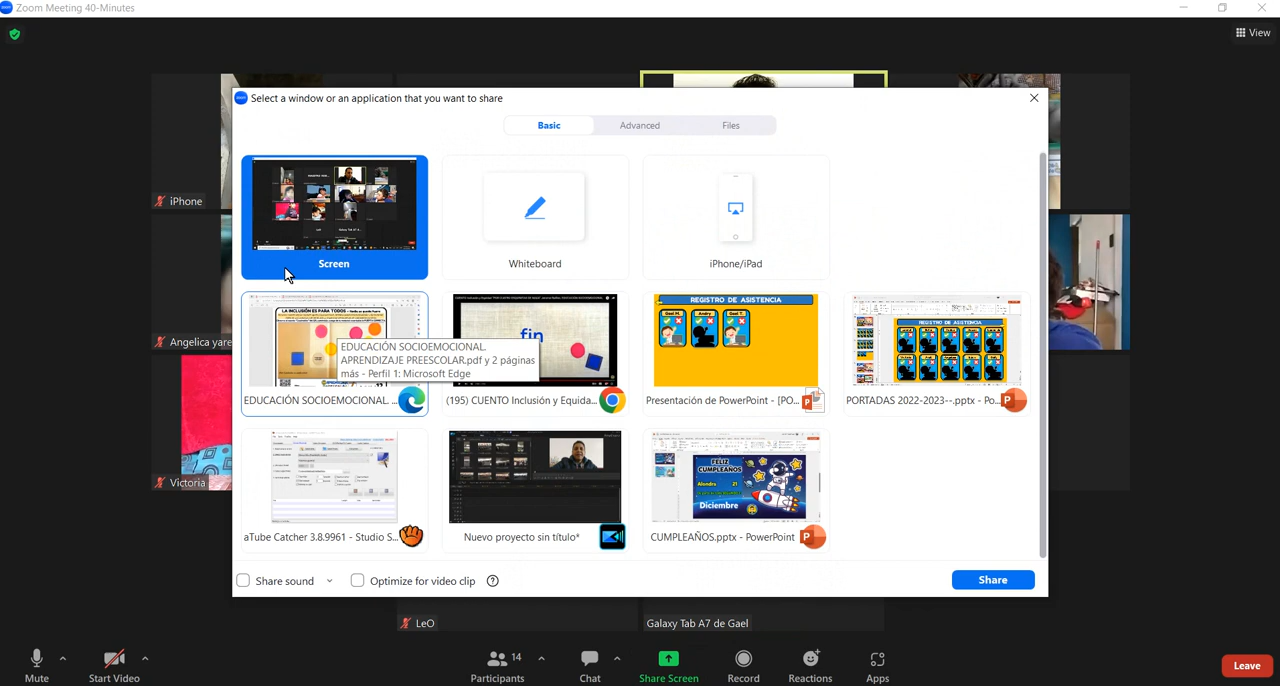 Zoom Meeting 40-Minutes
View
Select a window or an application that you want to share
Basic
Advanced
Files
iPhone
Screen
Whiteboard
iPhone/iPad
LA INCLUSIÓN ES PARA TODOS
fin
REGISTRO DE ASISTENCIA
Gael M.
Andry
Gael T.
REGISTRO DE ASISTENCIA
Angelica yare
EDUCACIÓN SOCIOEMOCIONAL.
APRENDIZAJE PREESCOLAR.pdf y 2 páginas
más - Perfil 1: Microsoft Edge
EDUCACIÓN SOCIOEMOCIONAL. ...
(195) CUENTO Inclusión y Equida...
Presentación de PowerPoint - [PO...
PORTADAS 2022-2023--.pptx - Po...
Victoria
FELIZ
CUMPLEAÑOS
Alondra 21
Diciembre
aTube Catcher 3.8.9961 - Studio S...
Nuevo proyecto sin título*
CUMPLEAÑOS.pptx - PowerPoint
Share sound
Optimize for video clip
Share
LeO
Galaxy Tab A7 de Gael
14
Mute
Start Video
Participants
Chat
Share Screen
Record
Reactions
Apps
Leave